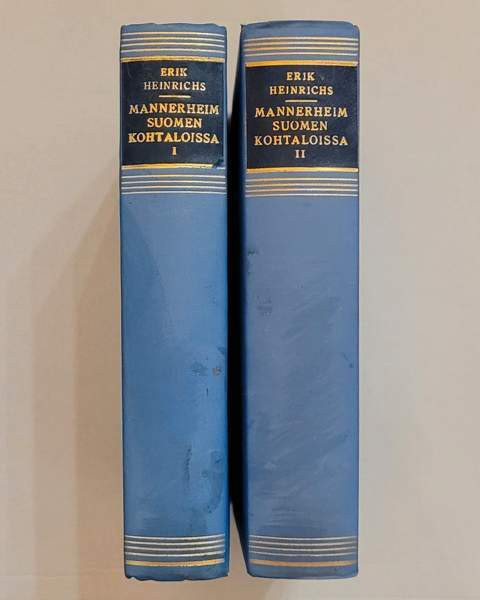 ERIK
HEINRICHS
MANNERHEIM
SUOMEN
KOHTALOISSA
I
ERIK
HEINRICHS
MANNERHEIM
SUOMEN
KOHTALOISSA
II